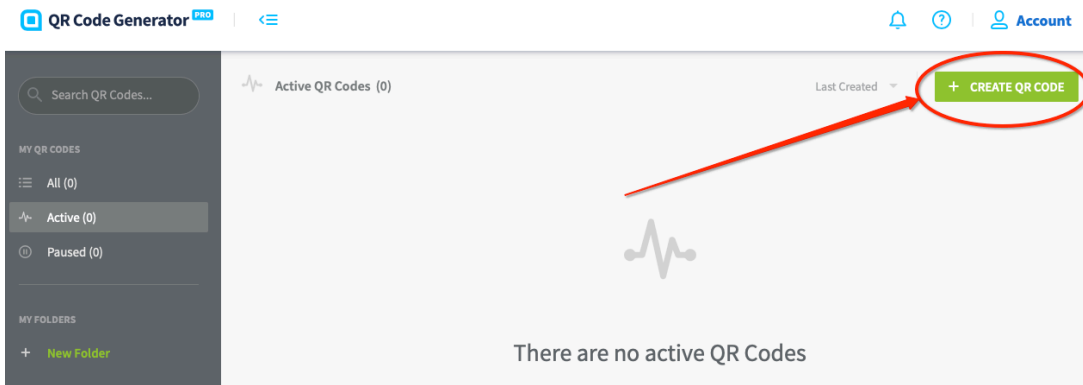 QR Code Generator PRO
Account
Search QR Codes...
Active QR Codes (0)
Last Created
+ CREATE QR CODE
MY QR CODES
All (0)
Active (0)
Paused (0)
MY FOLDERS
+ New Folder
There are no active QR Codes